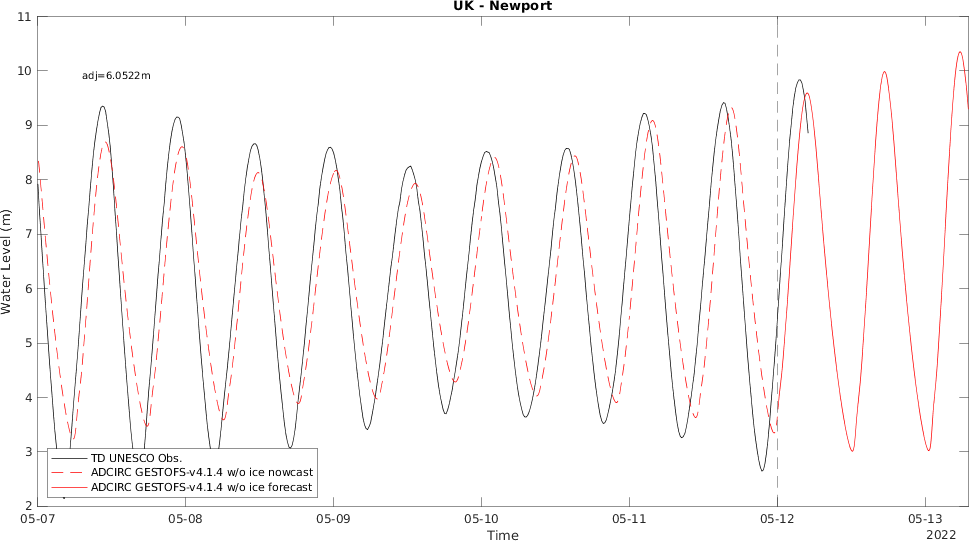 UK - Newport
adj=6.0522m
11
10
9
8
7
6
5
4
3
2
Water Level (m)
TD UNESCO Obs.
ADCIRC GESTOFS-v4.1.4 w/o ice nowcast
ADCIRC GESTOFS-v4.1.4 w/o ice forecast
05-07 05-08 05-09 05-10 05-11 05-12 05-13
Time
2022